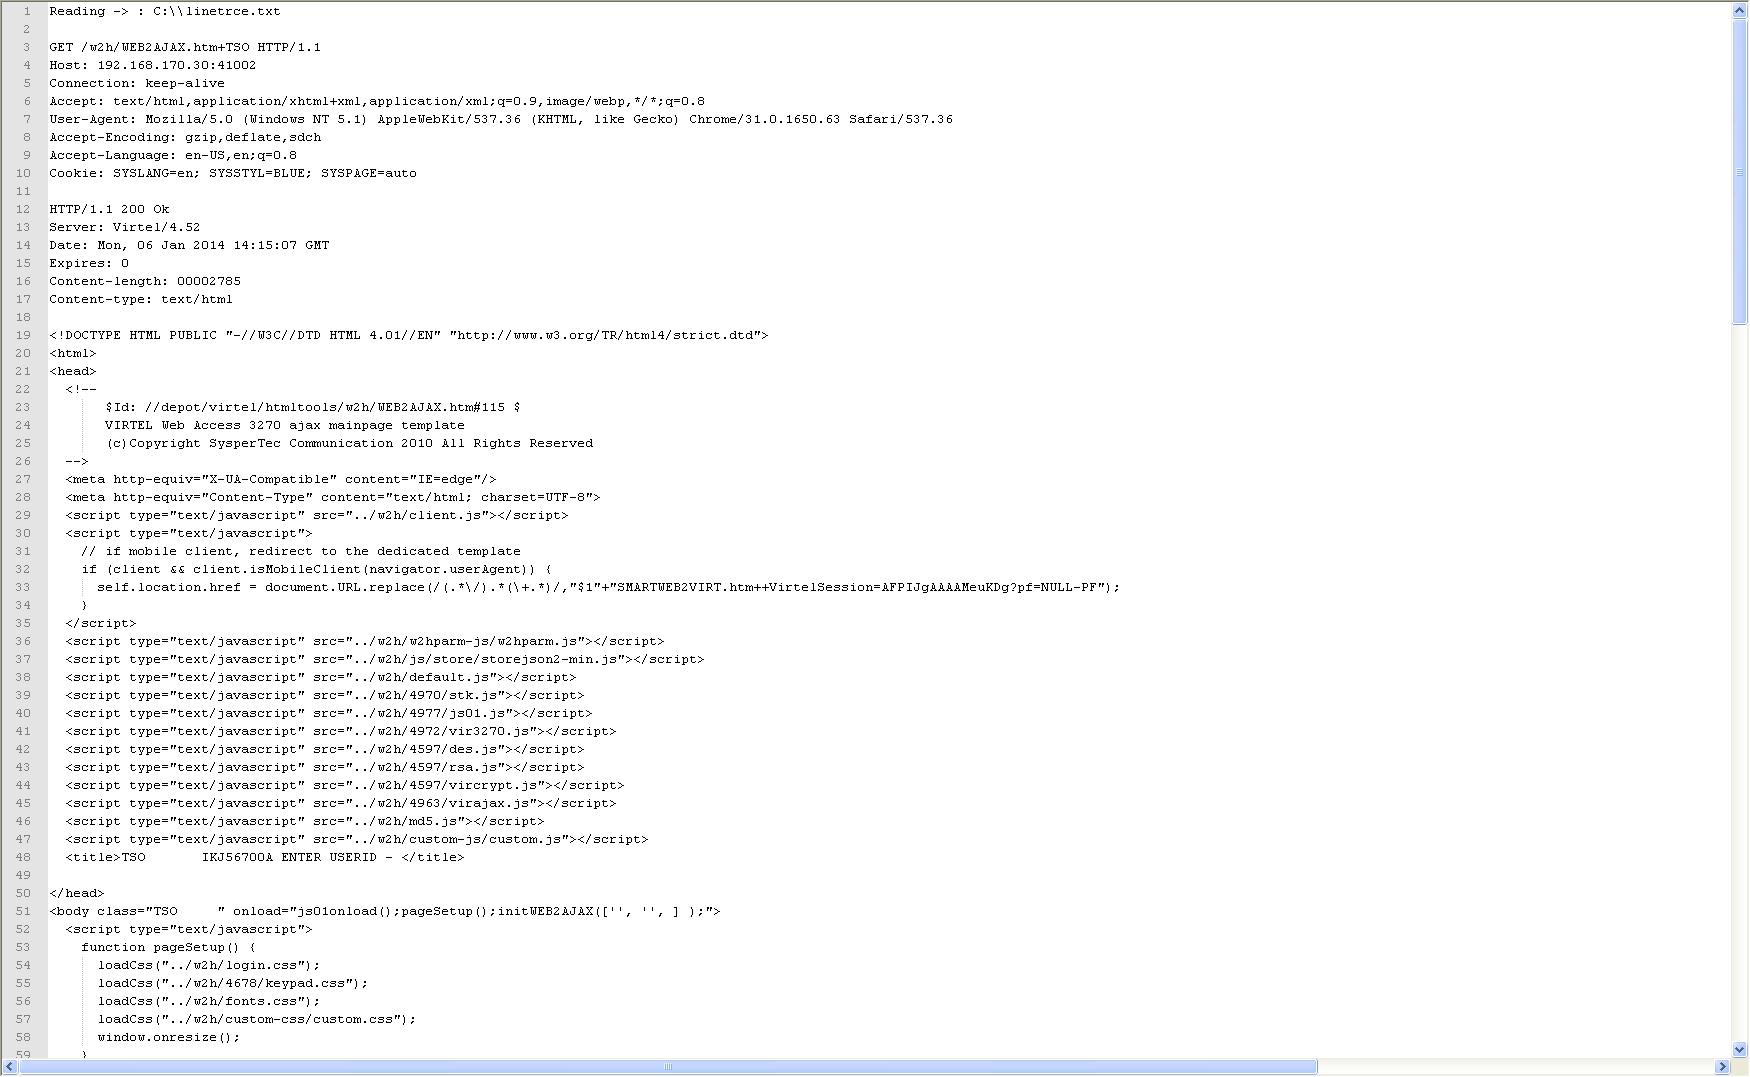 1 Reading -> : C:\\linetrce.txt
2
3 GET /w2h/WEB2AJAX.htm+TSO HTTP/1.1
4 Host: 192.168.170.30:41002
5 Connection: keep-alive
6 Accept: text/html,application/xhtml+xml,application/xml;q=0.9,image/webp,*/*;q=0.8
7 User-Agent: Mozilla/5.0 (Windows NT 5.1) AppleWebKit/537.36 (KHTML, like Gecko) Chrome/31.0.1650.63 Safari/537.36
8 Accept-Encoding: gzip,deflate,sdch
9 Accept-Language: en-US,en;q=0.8
10 Cookie: SYSLANG=en; SYSSTYL=BLUE; SYSPAGE=auto
11
12 HTTP/1.1 200 Ok
13 Server: Virtel/4.52
14 Date: Mon, 06 Jan 2014 14:15:07 GMT
15 Expires: 0
16 Content-length: 00002785
17 Content-type: text/html
18
19 <!DOCTYPE HTML PUBLIC "-//W3C//DTD HTML 4.01//EN" "http://www.w3.org/TR/html4/strict.dtd">
20 <html>
21 <head>
22   <!--
23        $Id: //depot/virtel/htmltools/w2h/WEB2AJAX.htm#115 $
24        VIRTEL Web Access 3270 ajax mainpage template
25        (c)Copyright SysperTec Communication 2010 All Rights Reserved
26   -->
27   <meta http-equiv="X-UA-Compatible" content="IE=edge"/>
28   <meta http-equiv="Content-Type" content="text/html; charset=UTF-8">
29   <script type="text/javascript" src="../w2h/client.js"></script>
30   <script type="text/javascript">
31     // if mobile client, redirect to the dedicated template
32     if (client && client.isMobileClient(navigator.userAgent)) {
33       self.location.href = document.URL.replace(/(.*\/).*(\+.*)/,"$1"+"SMARTWEB2VIRT.htm++VirtelSession=AFPIJgAAAAMeuKDg?pf=NULL-PF");
34     }
35   </script>
36   <script type="text/javascript" src="../w2h/w2hparm-js/w2hparm.js"></script>
37   <script type="text/javascript" src="../w2h/js/store/storejson2-min.js"></script>
38   <script type="text/javascript" src="../w2h/default.js"></script>
39   <script type="text/javascript" src="../w2h/4970/stk.js"></script>
40   <script type="text/javascript" src="../w2h/4977/js01.js"></script>
41   <script type="text/javascript" src="../w2h/4972/vir3270.js"></script>
42   <script type="text/javascript" src="../w2h/4597/des.js"></script>
43   <script type="text/javascript" src="../w2h/4597/rsa.js"></script>
44   <script type="text/javascript" src="../w2h/4597/vircrypt.js"></script>
45   <script type="text/javascript" src="../w2h/4963/virajax.js"></script>
46   <script type="text/javascript" src="../w2h/md5.js"></script>
47   <script type="text/javascript" src="../w2h/custom-js/custom.js"></script>
48   <title>TSO       IKJ56700A ENTER USERID - </title>
49
50 </head>
51 <body class="TSO     " onload="js01onload();pageSetup();initWEB2AJAX(['', '', ] );">
52   <script type="text/javascript">
53     function pageSetup() {
54       loadCss("../w2h/login.css");
55       loadCss("../w2h/4678/keypad.css");
56       loadCss("../w2h/fonts.css");
57       loadCss("../w2h/custom-css/custom.css");
58       window.onresize();
59     }